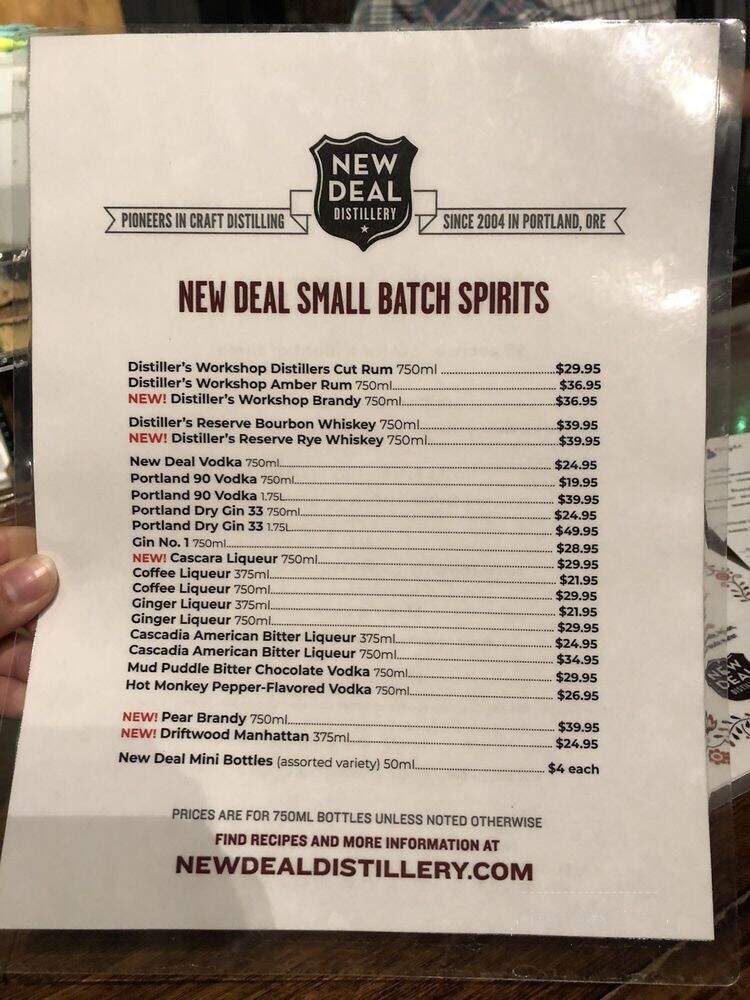 NEW
DEAL
DISTILLERY
PIONEERS IN CRAFT DISTILLING
SINCE 2004 IN PORTLAND, ORE
NEW DEAL SMALL BATCH SPIRITS
Distiller's Workshop Distillers Cut Rum 750ml $29.95
Distiller's Workshop Amber Rum 750ml $36.95
NEW! Distiller's Workshop Brandy 750ml $36.95
Distiller's Reserve Bourbon Whiskey 750ml $39.95
NEW! Distiller's Reserve Rye Whiskey 750ml $39.95
New Deal Vodka 750ml $24.95
Portland 90 Vodka 750ml $19.95
Portland 90 Vodka 1.75L $39.95
Portland Dry Gin 33 750ml $24.95
Portland Dry Gin 33 1.75L $49.95
Gin No. 1 750ml $28.95
NEW! Cascara Liqueur 750ml $29.95
Coffee Liqueur 375ml $21.95
Coffee Liqueur 750ml $29.95
Ginger Liqueur 375ml $21.95
Ginger Liqueur 750ml $29.95
Cascadia American Bitter Liqueur 375ml $24.95
Cascadia American Bitter Liqueur 750ml $34.95
Mud Puddle Bitter Chocolate Vodka 750ml $29.95
Hot Monkey Pepper-Flavored Vodka 750ml $26.95
NEW! Pear Brandy 750ml $39.95
NEW! Driftwood Manhattan 375ml $24.95
New Deal Mini Bottles (assorted variety) 50ml $4 each
PRICES ARE FOR 750ML BOTTLES UNLESS NOTED OTHERWISE
FIND RECIPES AND MORE INFORMATION AT
NEWDEALDISTILLERY.COM
NEW
DEAL